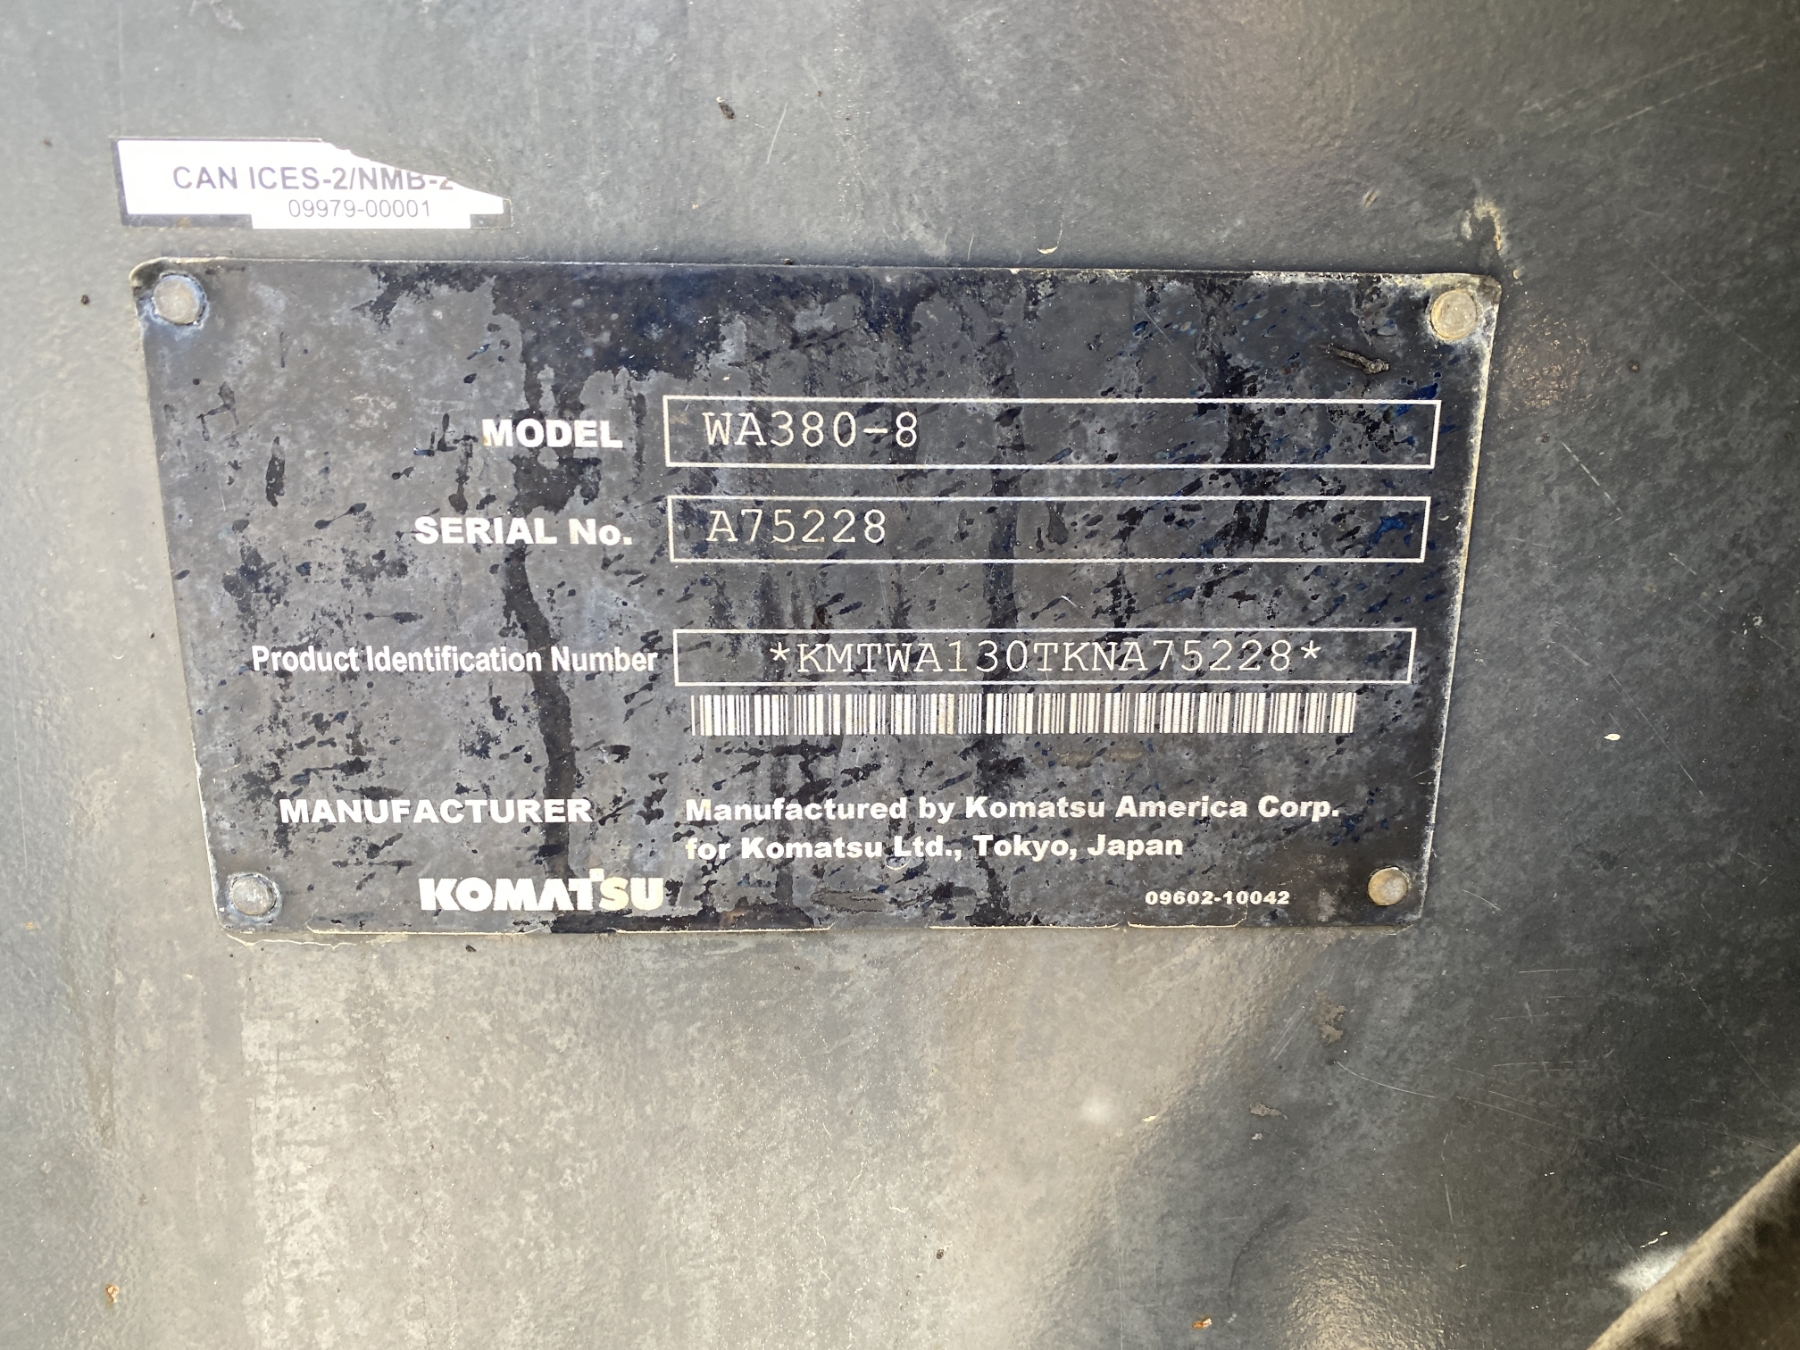 CAN ICES-2/NMB-2
09979-00001
MODEL WA380-8
SERIAL No. A75228
Product Identification Number *KMTWA130TKNA75228*
MANUFACTURER Manufactured by Komatsu America Corp.
for Komatsu Ltd., Tokyo, Japan
KOMATSU 09602-10042